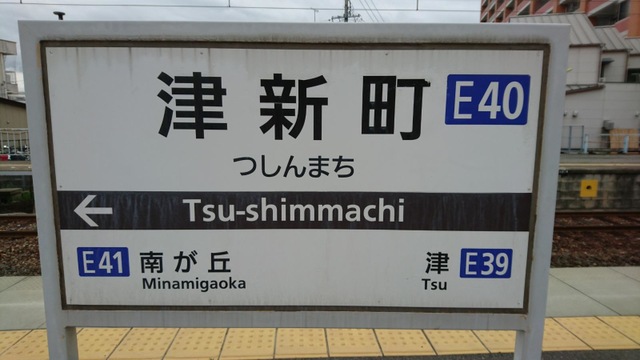 津新町 E40
つしんまち
← Tsu-shimmachi
E41 南が丘 津 E39
Minamigaoka Tsu